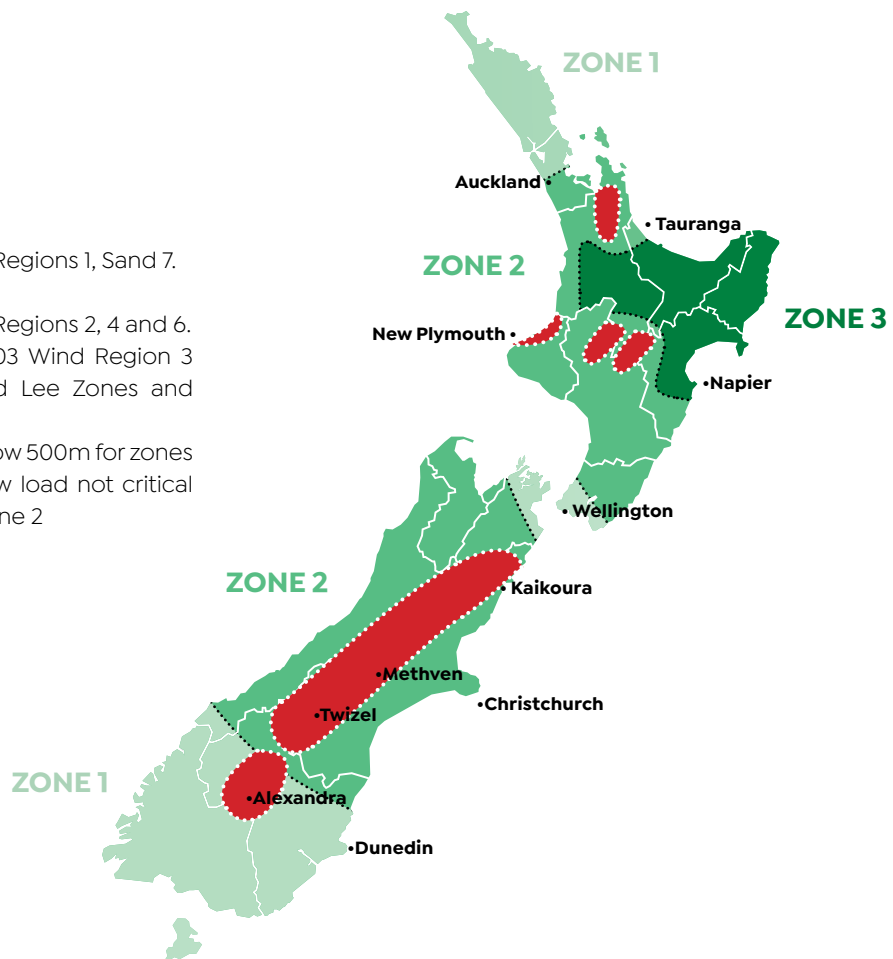 ZONE 1
Auckland
Tauranga
Regions 1, Sand 7.
ZONE 2
Regions 2, 4 and 6.
ZONE 3
New Plymouth
03 Wind Region 3
d Lee Zones and
Napier
ow 500m for zones
w load not critical
ne 2
Wellington
ZONE 2
Kaikoura
Methven
Christchurch
Twizel
ZONE 1
Alexandra
Dunedin